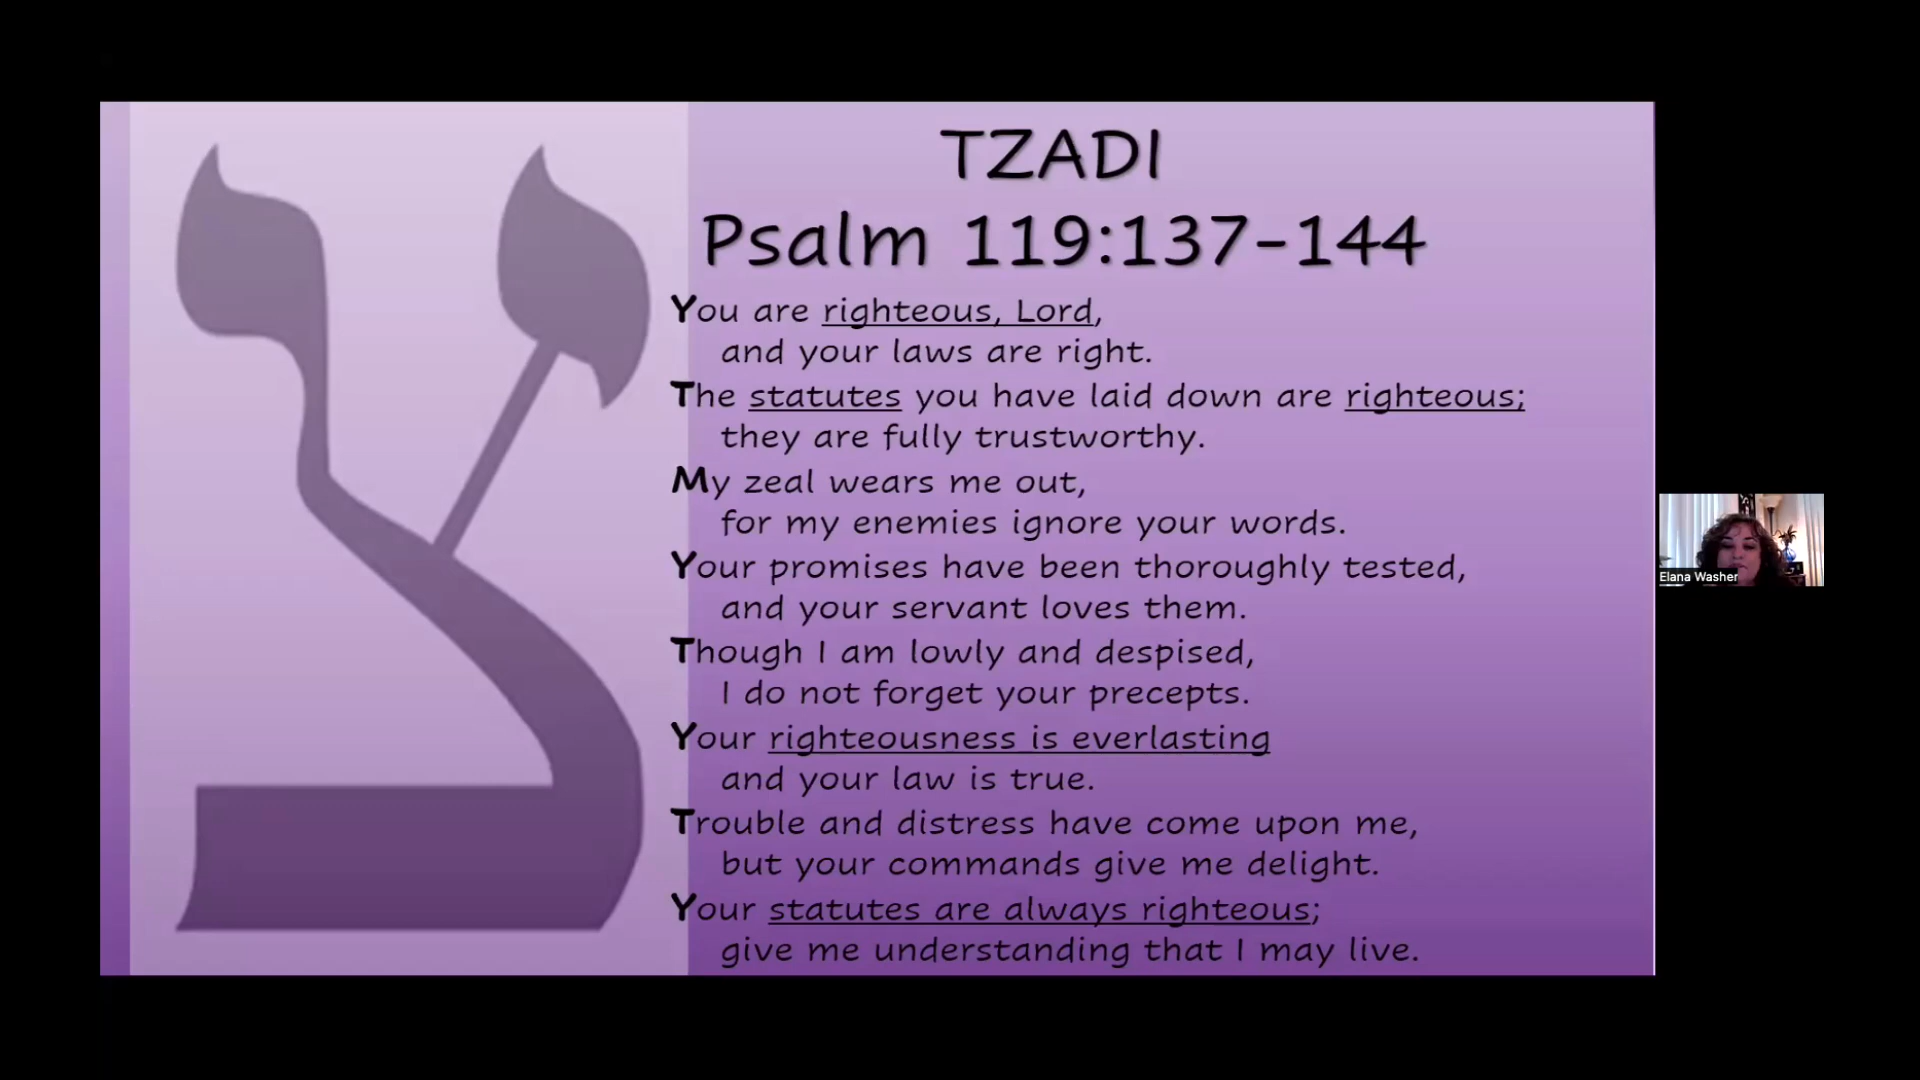 צ
TZADI
Psalm 119:137-144
You are righteous, Lord,
and your laws are right.
The statutes you have laid down are righteous;
they are fully trustworthy.
My zeal wears me out,
for my enemies ignore your words.
Your promises have been thoroughly tested,
and your servant loves them.
Though I am lowly and despised,
I do not forget your precepts.
Your righteousness is everlasting
and your law is true.
Trouble and distress have come upon me,
but your commands give me delight.
Your statutes are always righteous;
give me understanding that I may live.
Elana Washer